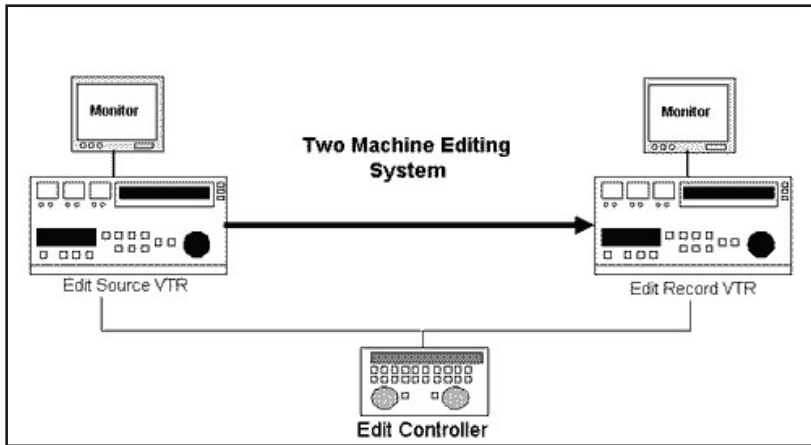 Monitor
Monitor
Two Machine Editing
System
Edit Source VTR
Edit Record VTR
Edit Controller